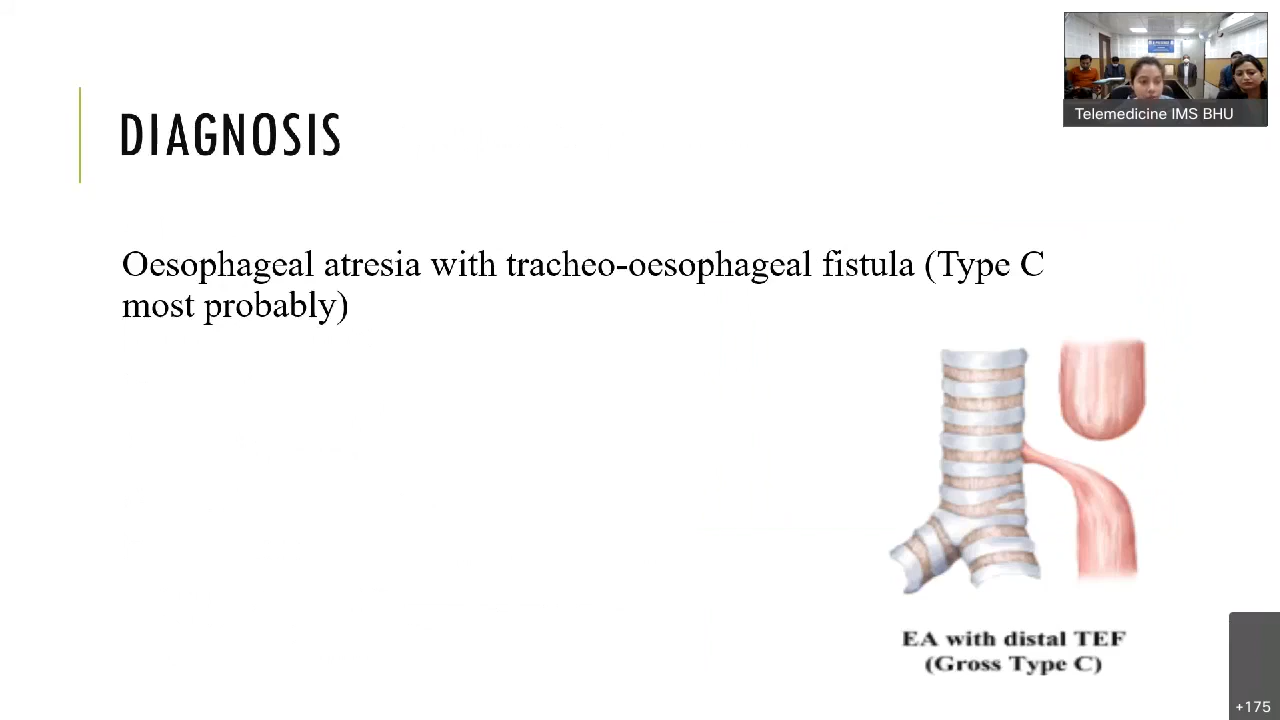 Telemedicine IMS BHU
DIAGNOSIS
Oesophageal atresia with tracheo-oesophageal fistula (Type C
most probably)
EA with distal TEF
(Gross Type C)
+175